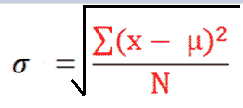 σ = √(∑(x − μ)² / N)